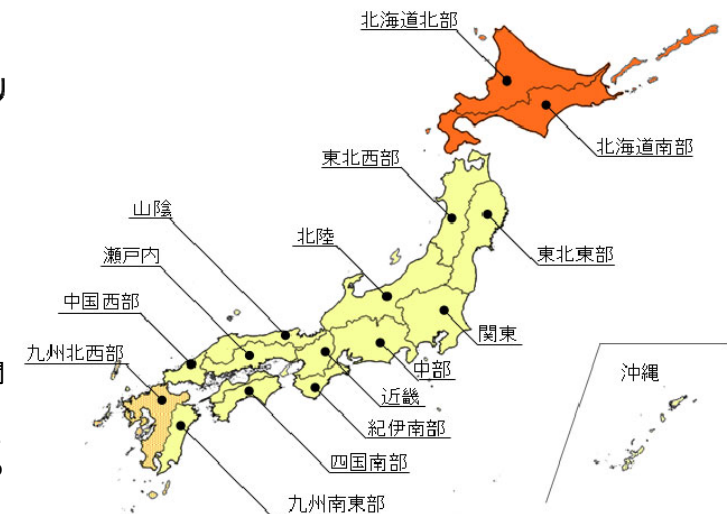 北海道北部
り
北海道南部
東北西部
山陰
北陸
東北東部
瀬戸内
中国西部
関東
九州北西部
中部
沖縄
近畿
紀伊南部
四国南部
九州南東部